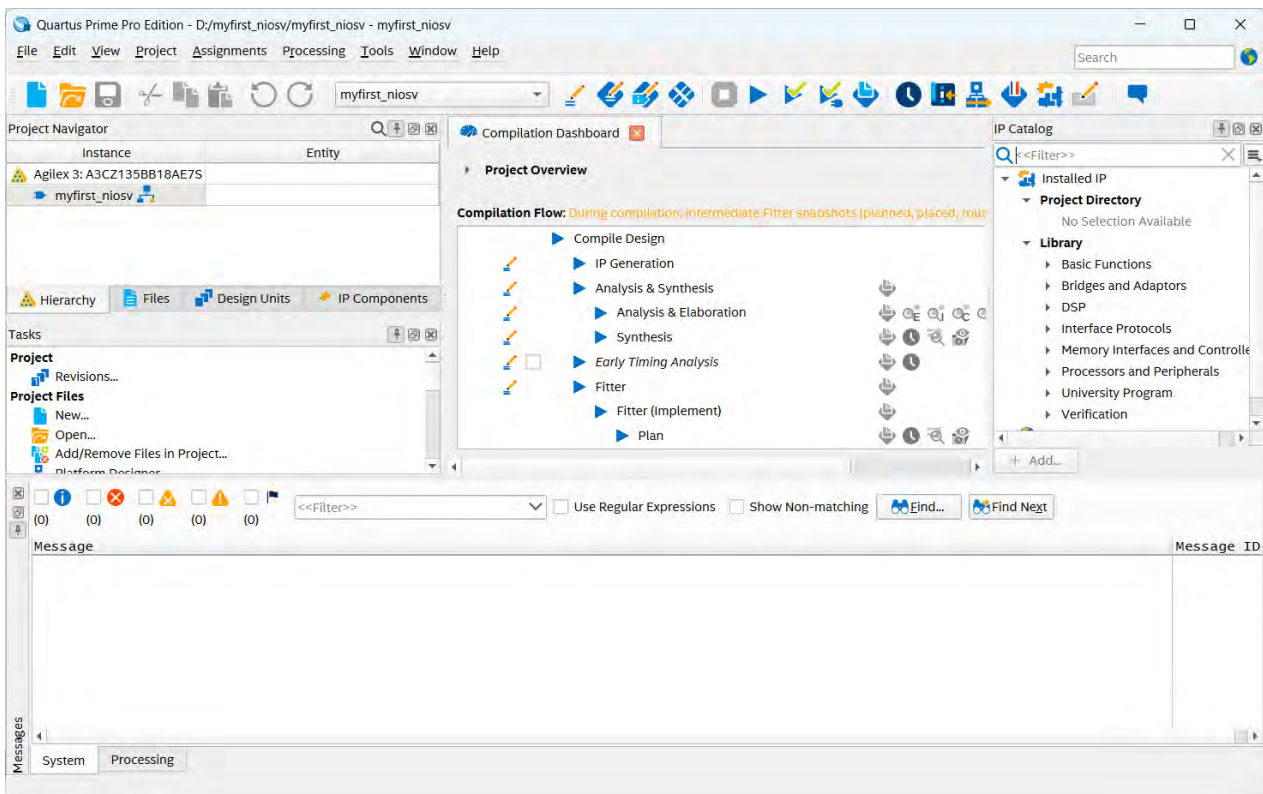 Quartus Prime Pro Edition - D:/myfirst_niosv/myfirst_niosv - myfirst_niosv
File Edit View Project Assignments Processing Tools Window Help
Search
myfirst_niosv
Project Navigator
Instance Entity
Agilex 3: A3CZ135BB18AE7S
myfirst_niosv
Hierarchy Files Design Units IP Components
Tasks
Project
Revisions...
Project Files
New...
Open...
Add/Remove Files in Project...
Platform Designer
Compilation Dashboard
Project Overview
Compilation Flow: During compilation, intermediate Fitter snapshots (planned, placed, rout
Compile Design
IP Generation
Analysis & Synthesis
Analysis & Elaboration
Synthesis
Early Timing Analysis
Fitter
Fitter (Implement)
Plan
IP Catalog
<<Filter>>
Installed IP
Project Directory
No Selection Available
Library
Basic Functions
Bridges and Adaptors
DSP
Interface Protocols
Memory Interfaces and Controlle
Processors and Peripherals
University Program
Verification
+ Add...
(0) (0) (0) (0) (0)
<<Filter>> Use Regular Expressions Show Non-matching Find... Find Next
Message Message ID
Messages
System Processing